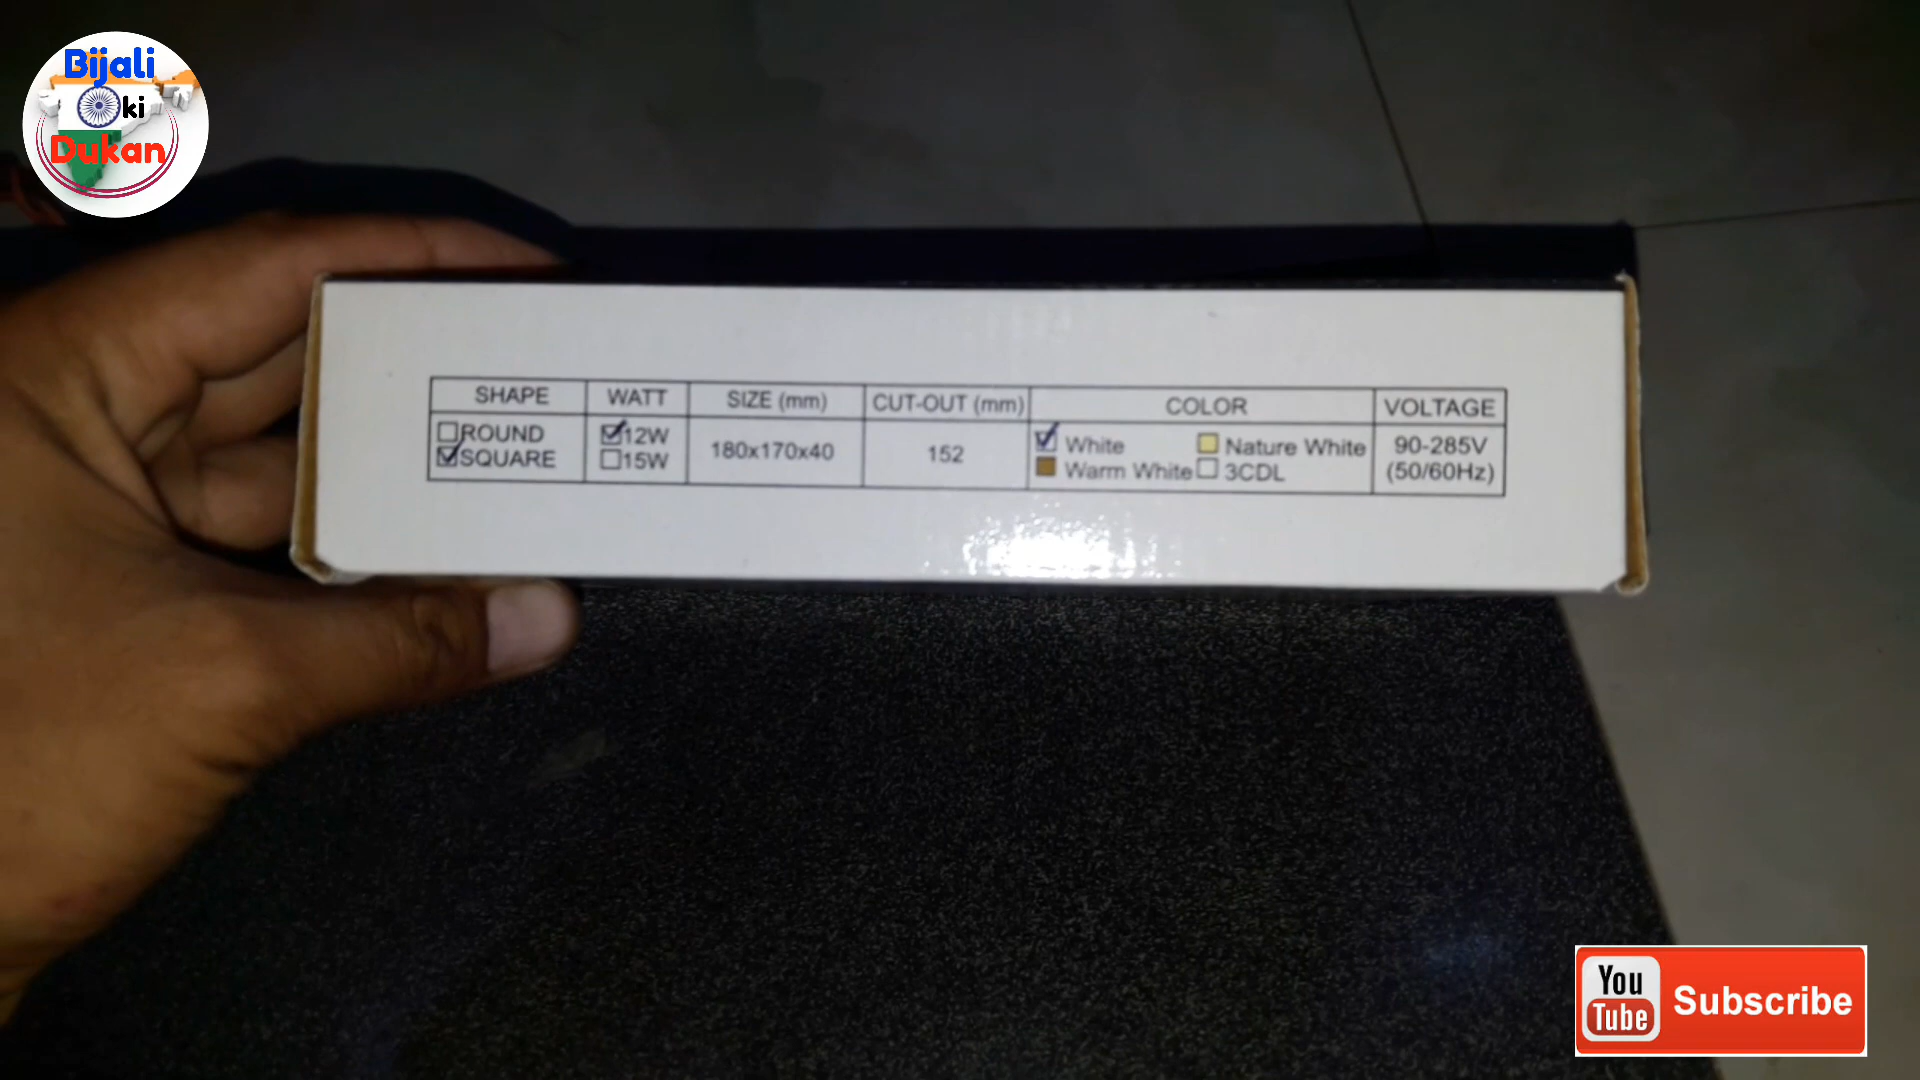 Bijali
ki
Dukan
SHAPE WATT SIZE (mm) CUT-OUT (mm) COLOR VOLTAGE
ROUND 12W 180x170x40 152 White Nature White 90-285V
SQUARE 15W Warm White 3CDL (50/60Hz)
You
Tube
Subscribe